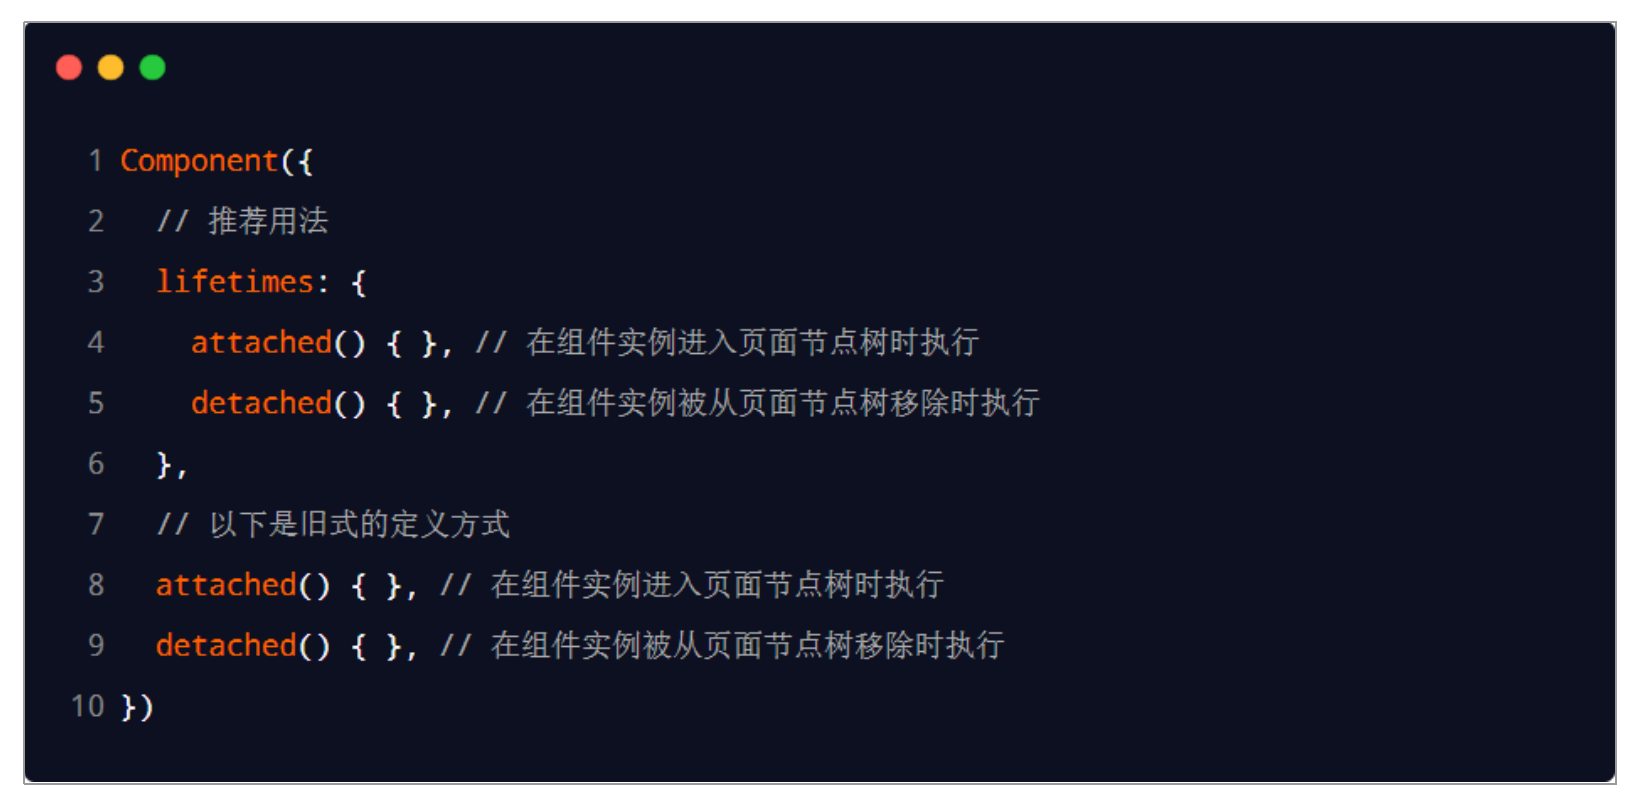 1 Component({
2 // 推荐用法
3 lifetimes: {
4 attached() { }, // 在组件实例进入页面节点树时执行
5 detached() { }, // 在组件实例被从页面节点树移除时执行
6 },
7 // 以下是旧式的定义方式
8 attached() { }, // 在组件实例进入页面节点树时执行
9 detached() { }, // 在组件实例被从页面节点树移除时执行
10 })